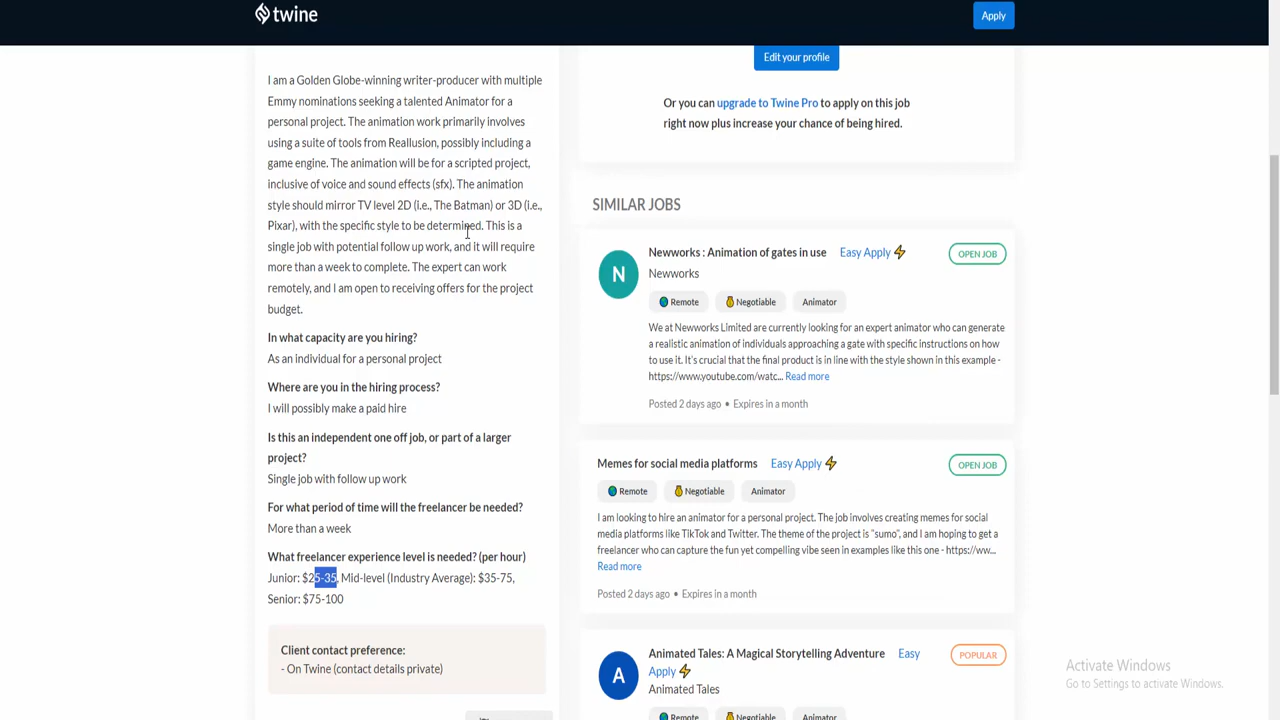 twine
Apply
I am a Golden Globe-winning writer-producer with multiple
Emmy nominations seeking a talented Animator for a
personal project. The animation work primarily involves
using a suite of tools from Reallusion, possibly including a
game engine. The animation will be for a scripted project,
inclusive of voice and sound effects (sfx). The animation
style should mirror TV level 2D (i.e., The Batman) or 3D (i.e.,
Pixar), with the specific style to be determined. This is a
single job with potential follow up work, and it will require
more than a week to complete. The expert can work
remotely, and I am open to receiving offers for the project
budget.
In what capacity are you hiring?
As an individual for a personal project
Where are you in the hiring process?
I will possibly make a paid hire
Is this an independent one off job, or part of a larger
project?
Single job with follow up work
For what period of time will the freelancer be needed?
More than a week
What freelancer experience level is needed? (per hour)
Junior: $25-35, Mid-level (Industry Average): $35-75,
Senior: $75-100
Client contact preference:
- On Twine (contact details private)
Edit your profile
Or you can upgrade to Twine Pro to apply on this job
right now plus increase your chance of being hired.
SIMILAR JOBS
N
Newworks : Animation of gates in use Easy Apply
OPEN JOB
Newworks
Remote Negotiable Animator
We at Newworks Limited are currently looking for an expert animator who can generate
a realistic animation of individuals approaching a gate with specific instructions on how
to use it. It's crucial that the final product is in line with the style shown in this example -
https://www.youtube.com/watc... Read more
Posted 2 days ago • Expires in a month
Memes for social media platforms Easy Apply
OPEN JOB
Remote Negotiable Animator
I am looking to hire an animator for a personal project. The job involves creating memes for social
media platforms like TikTok and Twitter. The theme of the project is "sumo", and I am hoping to get a
freelancer who can capture the fun yet compelling vibe seen in examples like this one - https://ww...
Read more
Posted 2 days ago • Expires in a month
A
Animated Tales: A Magical Storytelling Adventure Easy
Apply
POPULAR
Animated Tales
Remote Negotiable Animator
Activate Windows
Go to Settings to activate Windows.